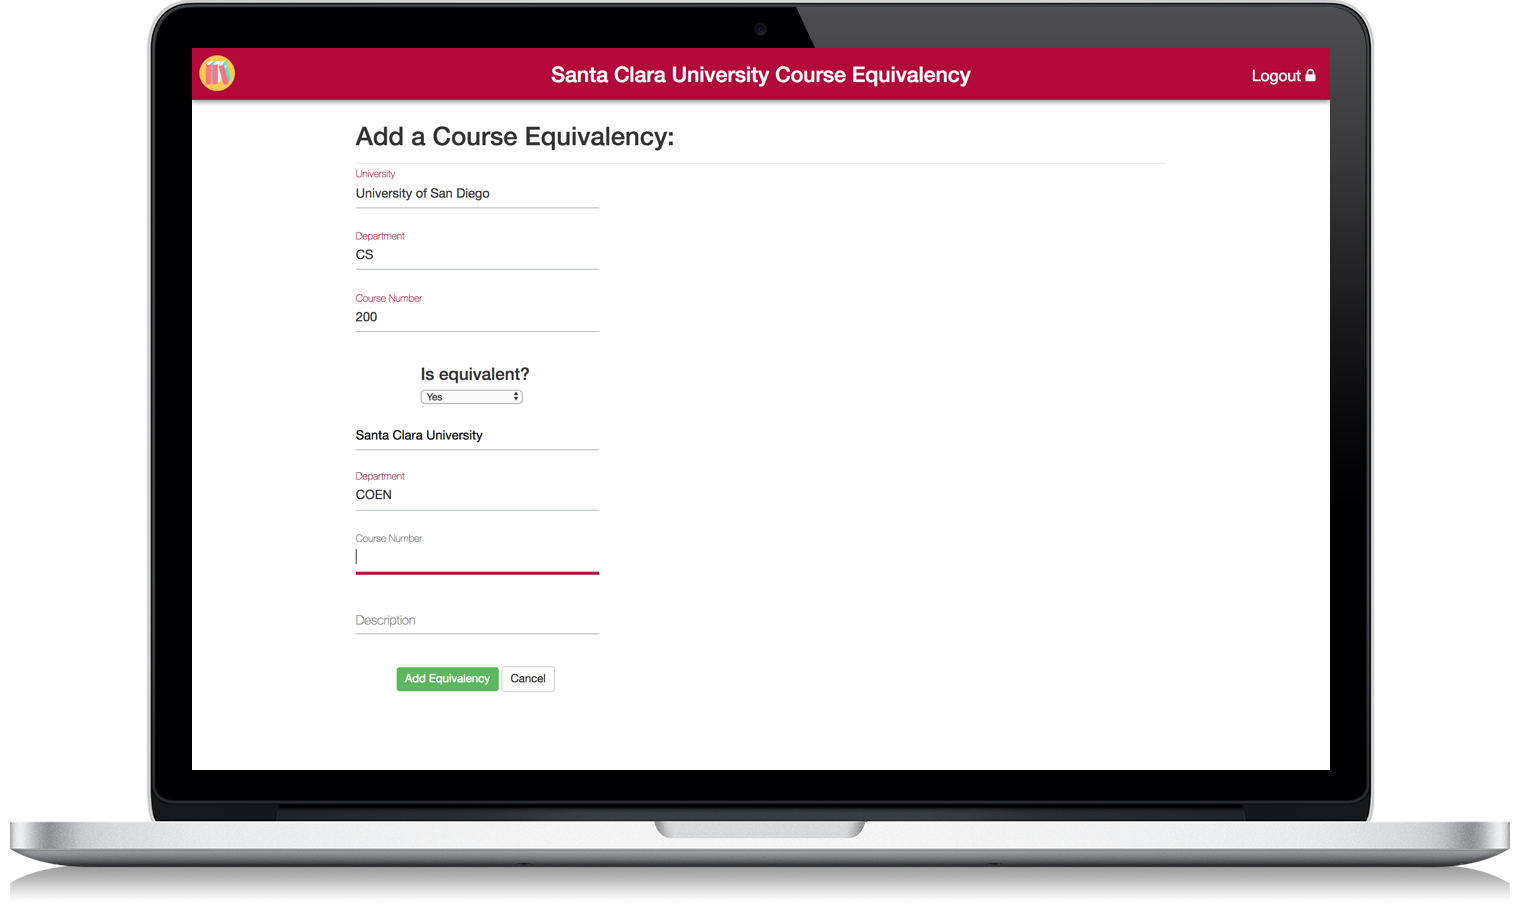 Santa Clara University Course Equivalency
Logout
Add a Course Equivalency:
University
University of San Diego
Department
CS
Course Number
200
Is equivalent?
Yes
Santa Clara University
Department
COEN
Course Number
Description
Add Equivalency
Cancel